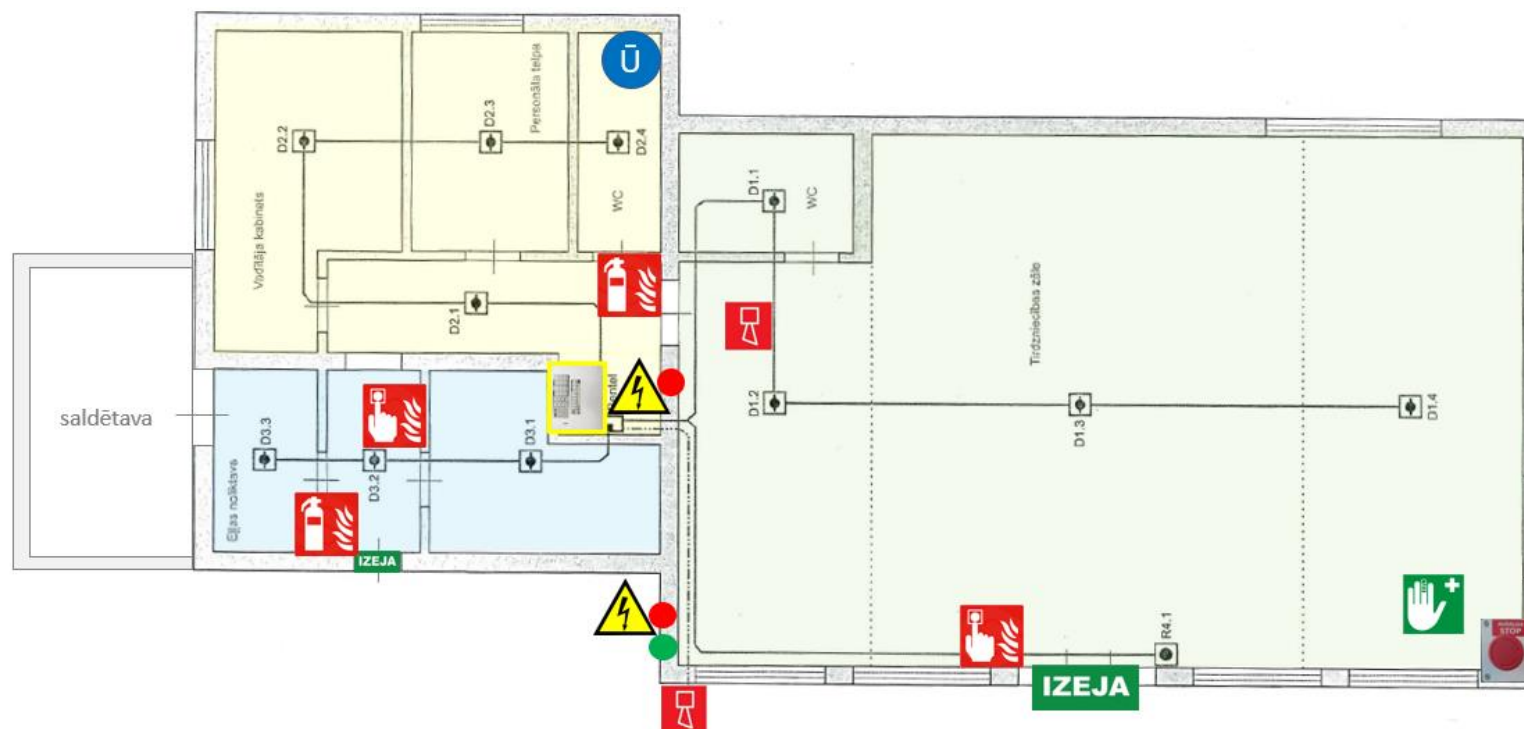 Ū
Personāla telpa
D2.3
D2.2
D2.4
WC
D1.1
WC
Vadītāja kabinets
Tirdzniecības zāle
D2.1
saldētava
D3.3
D3.2
D3.1
D1.2
D1.3
D1.4
Eļļas noliktava
IZEJA
R4.1
IZEJA
STOP